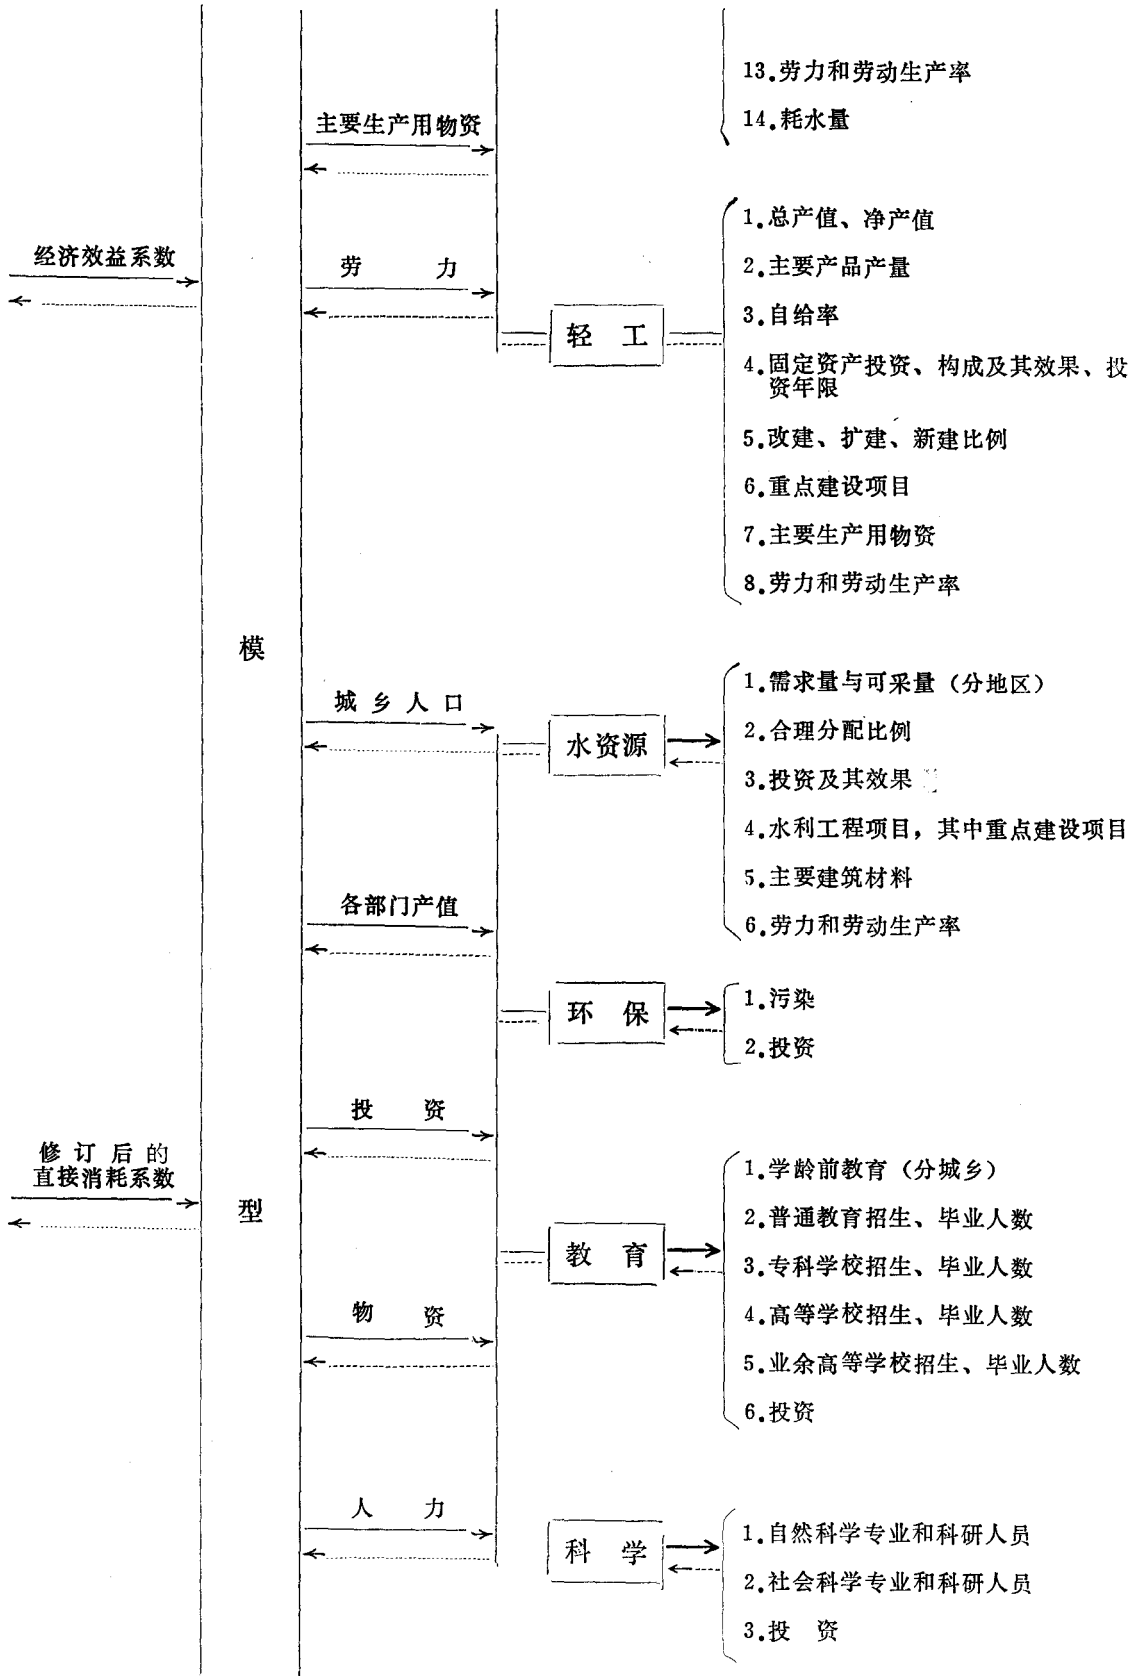 13.劳力和劳动生产率
14.耗水量
主要生产用物资
经济效益系数
劳 力
轻 工
1.总产值、净产值
2.主要产品产量
3.自给率
4.固定资产投资、构成及其效果、投
资年限
5.改建、扩建、新建比例
6.重点建设项目
7.主要生产用物资
8.劳力和劳动生产率
模
城乡人口
水资源
1.需求量与可采量（分地区）
2.合理分配比例
3.投资及其效果
4.水利工程项目，其中重点建设项目
5.主要建筑材料
6.劳力和劳动生产率
各部门产值
环 保
1.污染
2.投资
投 资
修订后的
直接消耗系数
型
教 育
1.学龄前教育（分城乡）
2.普通教育招生、毕业人数
3.专科学校招生、毕业人数
4.高等学校招生、毕业人数
5.业余高等学校招生、毕业人数
6.投资
物 资
人 力
科 学
1.自然科学专业和科研人员
2.社会科学专业和科研人员
3.投 资